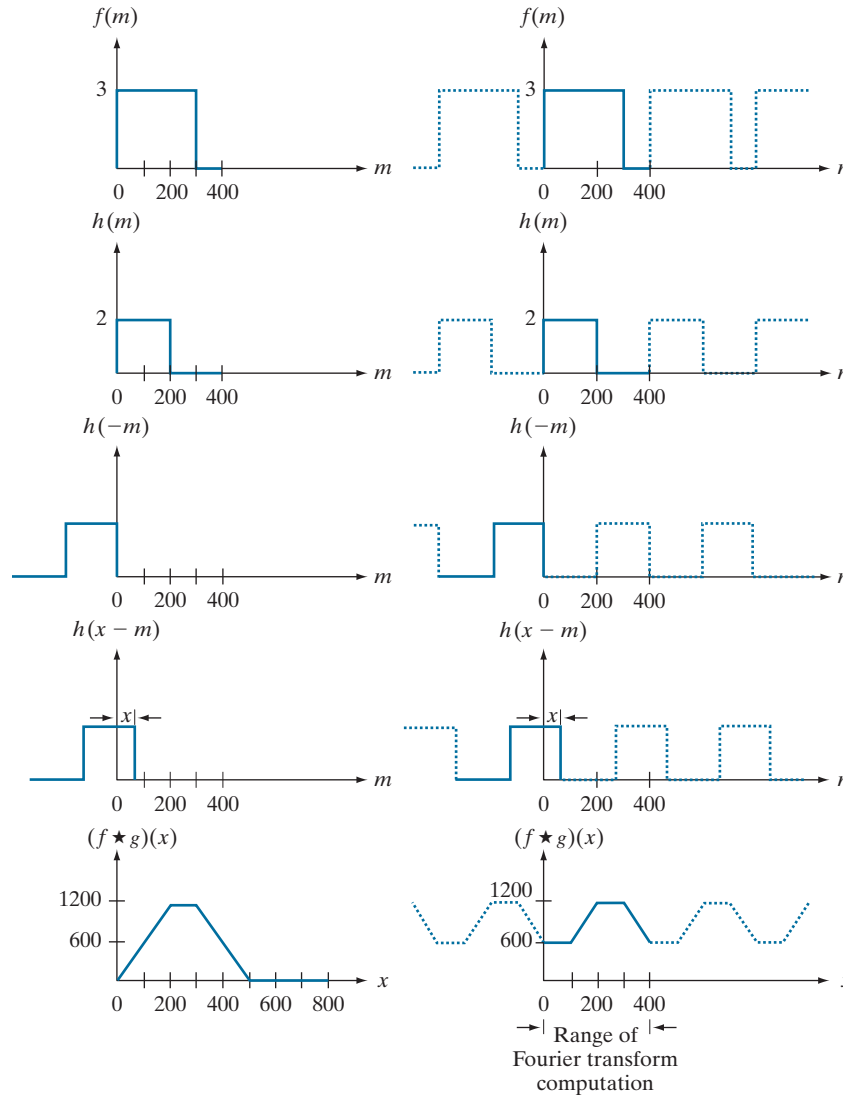 f(m) f(m)
3 3
m
0 200 400 0 200 400
h(m) h(m)
2 2
m
0 200 400 0 200 400
h(−m) h(−m)
m
0 200 400 0 200 400
h(x − m) h(x − m)
x x
m
0 200 400 0 200 400
(f ★ g)(x) (f ★ g)(x)
1200 1200
600 600
x
0 200 400 600 800 0 200 400
Range of
Fourier transform
computation